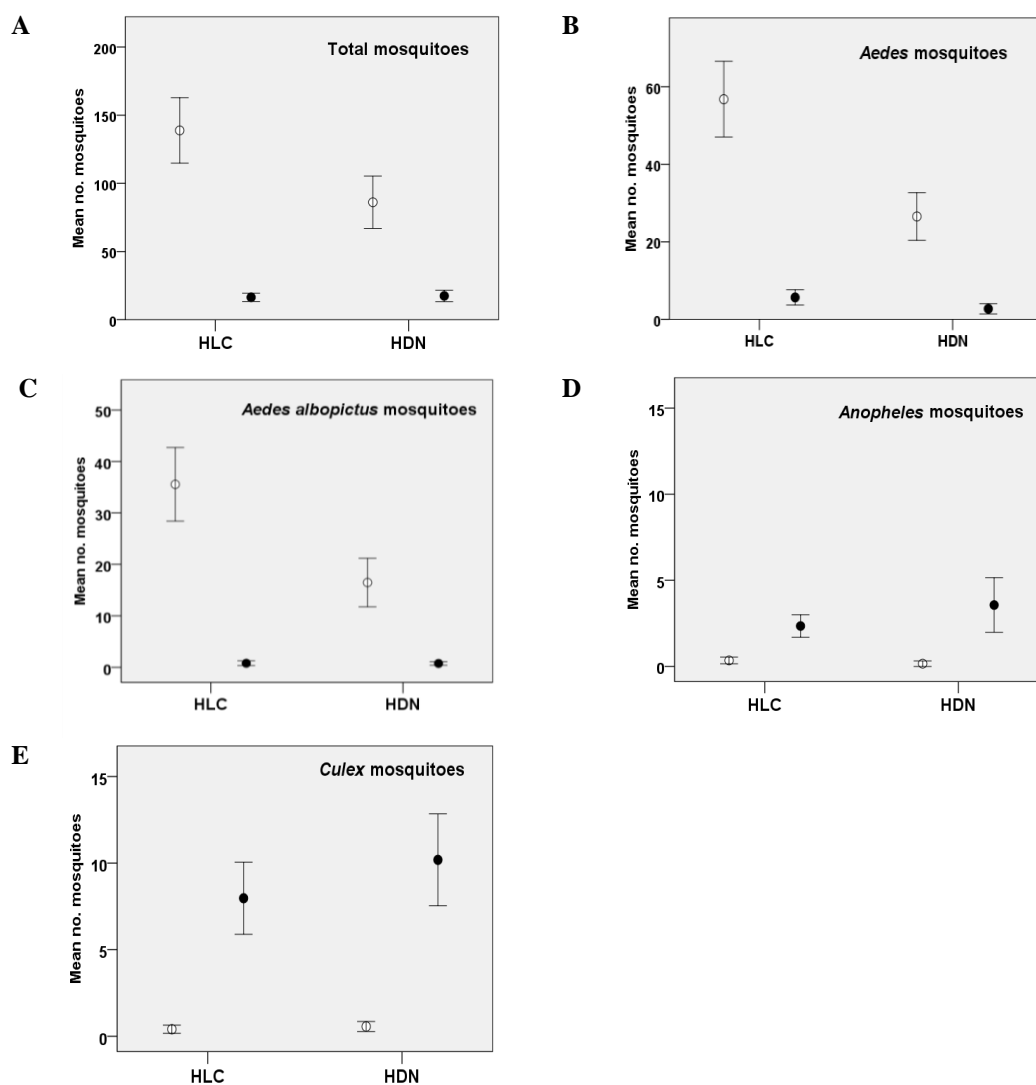 A
Total mosquitoes
Mean no. mosquitoes
200
150
100
50
0
HLC HDN
B
Aedes mosquitoes
Mean no. mosquitoes
60
40
20
0
HLC HDN
C
Aedes albopictus mosquitoes
Mean no. mosquitoes
50
40
30
20
10
0
HLC HDN
D
Anopheles mosquitoes
Mean no. mosquitoes
15
10
5
0
HLC HDN
E
Culex mosquitoes
Mean no. mosquitoes
15
10
5
0
HLC HDN